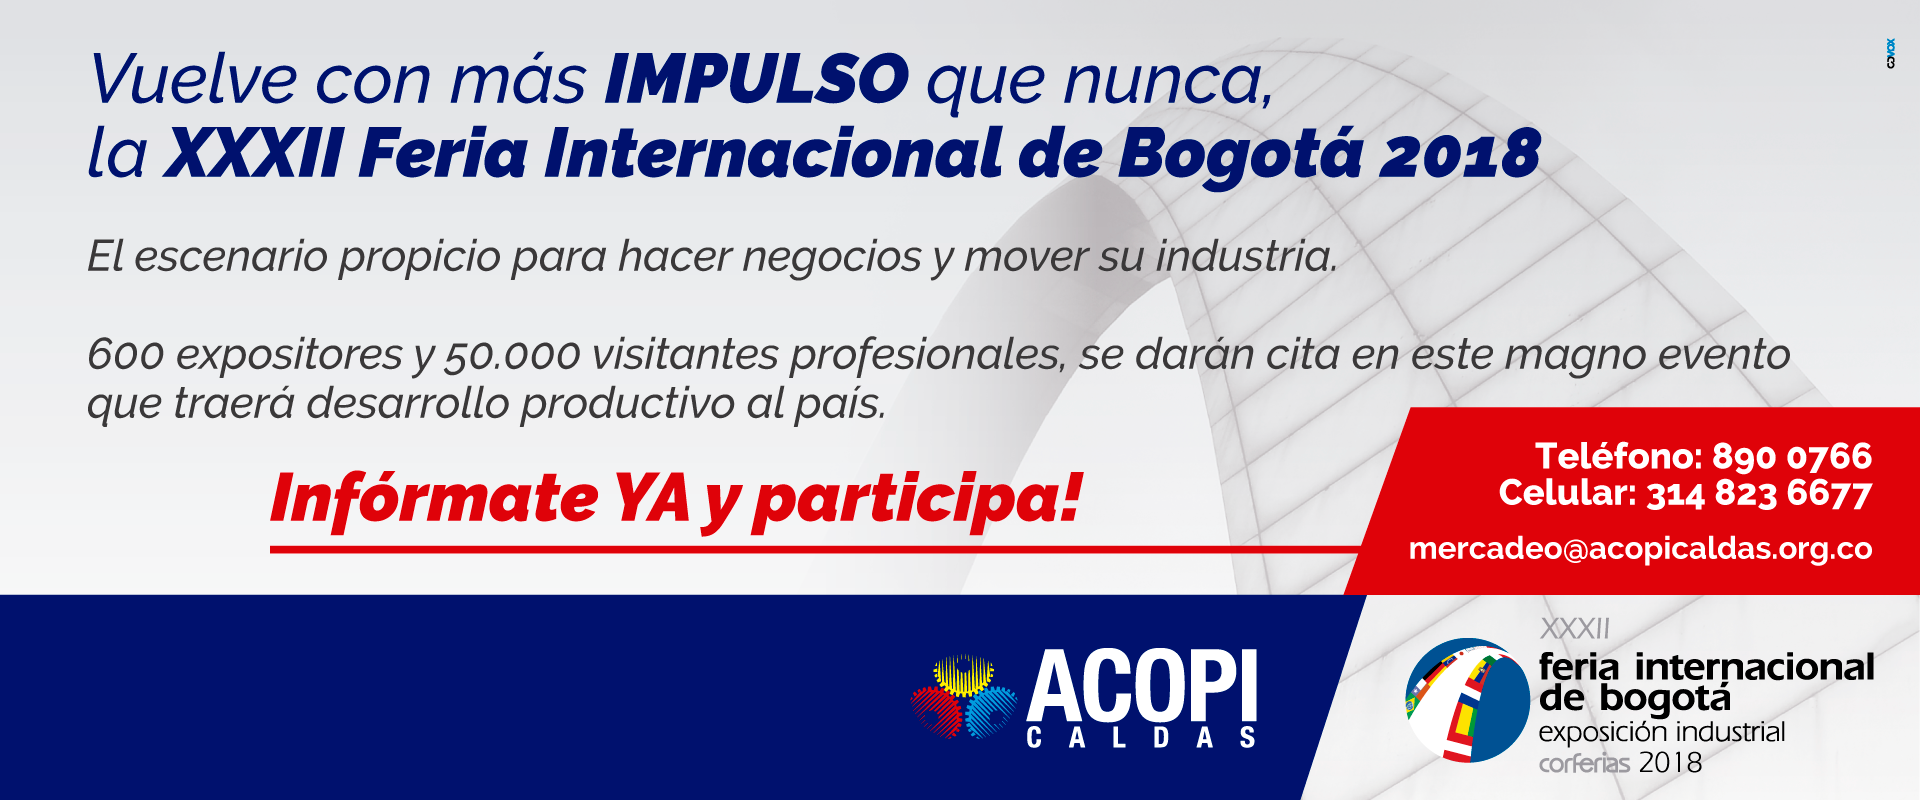 Vuelve con más IMPULSO que nunca,
la XXXII Feria Internacional de Bogotá 2018
El escenario propicio para hacer negocios y mover su industria.
600 expositores y 50.000 visitantes profesionales, se darán cita en este magno evento
que traerá desarrollo productivo al país.
Infórmate YA y participa!
Teléfono: 890 0766
Celular: 314 823 6677
mercadeo@acopicaldas.org.co
ACOPI
CALDAS
XXXII
feria internacional
de bogotá
exposición industrial
corferias 2018